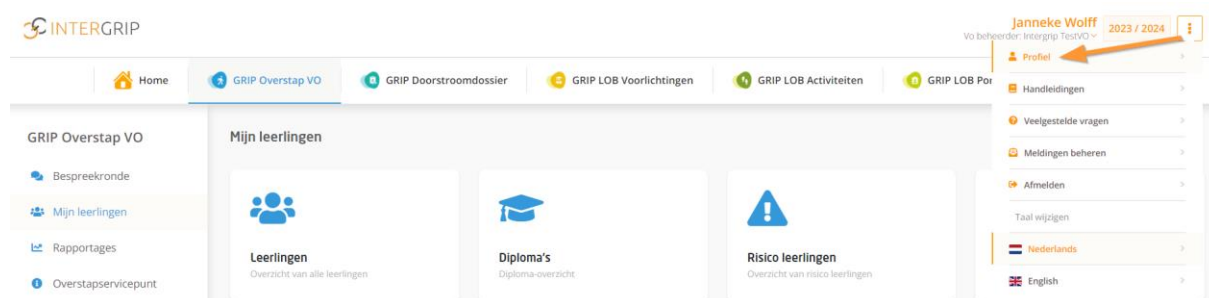 INTERGRIP
Janneke Wolff
Vo beheerder: Intergrip TestVO
2023 / 2024
Home
GRIP Overstap VO
GRIP Doorstroomdossier
GRIP LOB Voorlichtingen
GRIP LOB Activiteiten
GRIP LOB Por
Profiel
Handleidingen
Veelgestelde vragen
Meldingen beheren
Afmelden
Taal wijzigen
Nederlands
English
GRIP Overstap VO
Bespreekronde
Mijn leerlingen
Rapportages
Overstapservicepunt
Mijn leerlingen
Leerlingen
Overzicht van alle leerlingen
Diploma's
Diploma-overzicht
Risico leerlingen
Overzicht van risico leerlingen